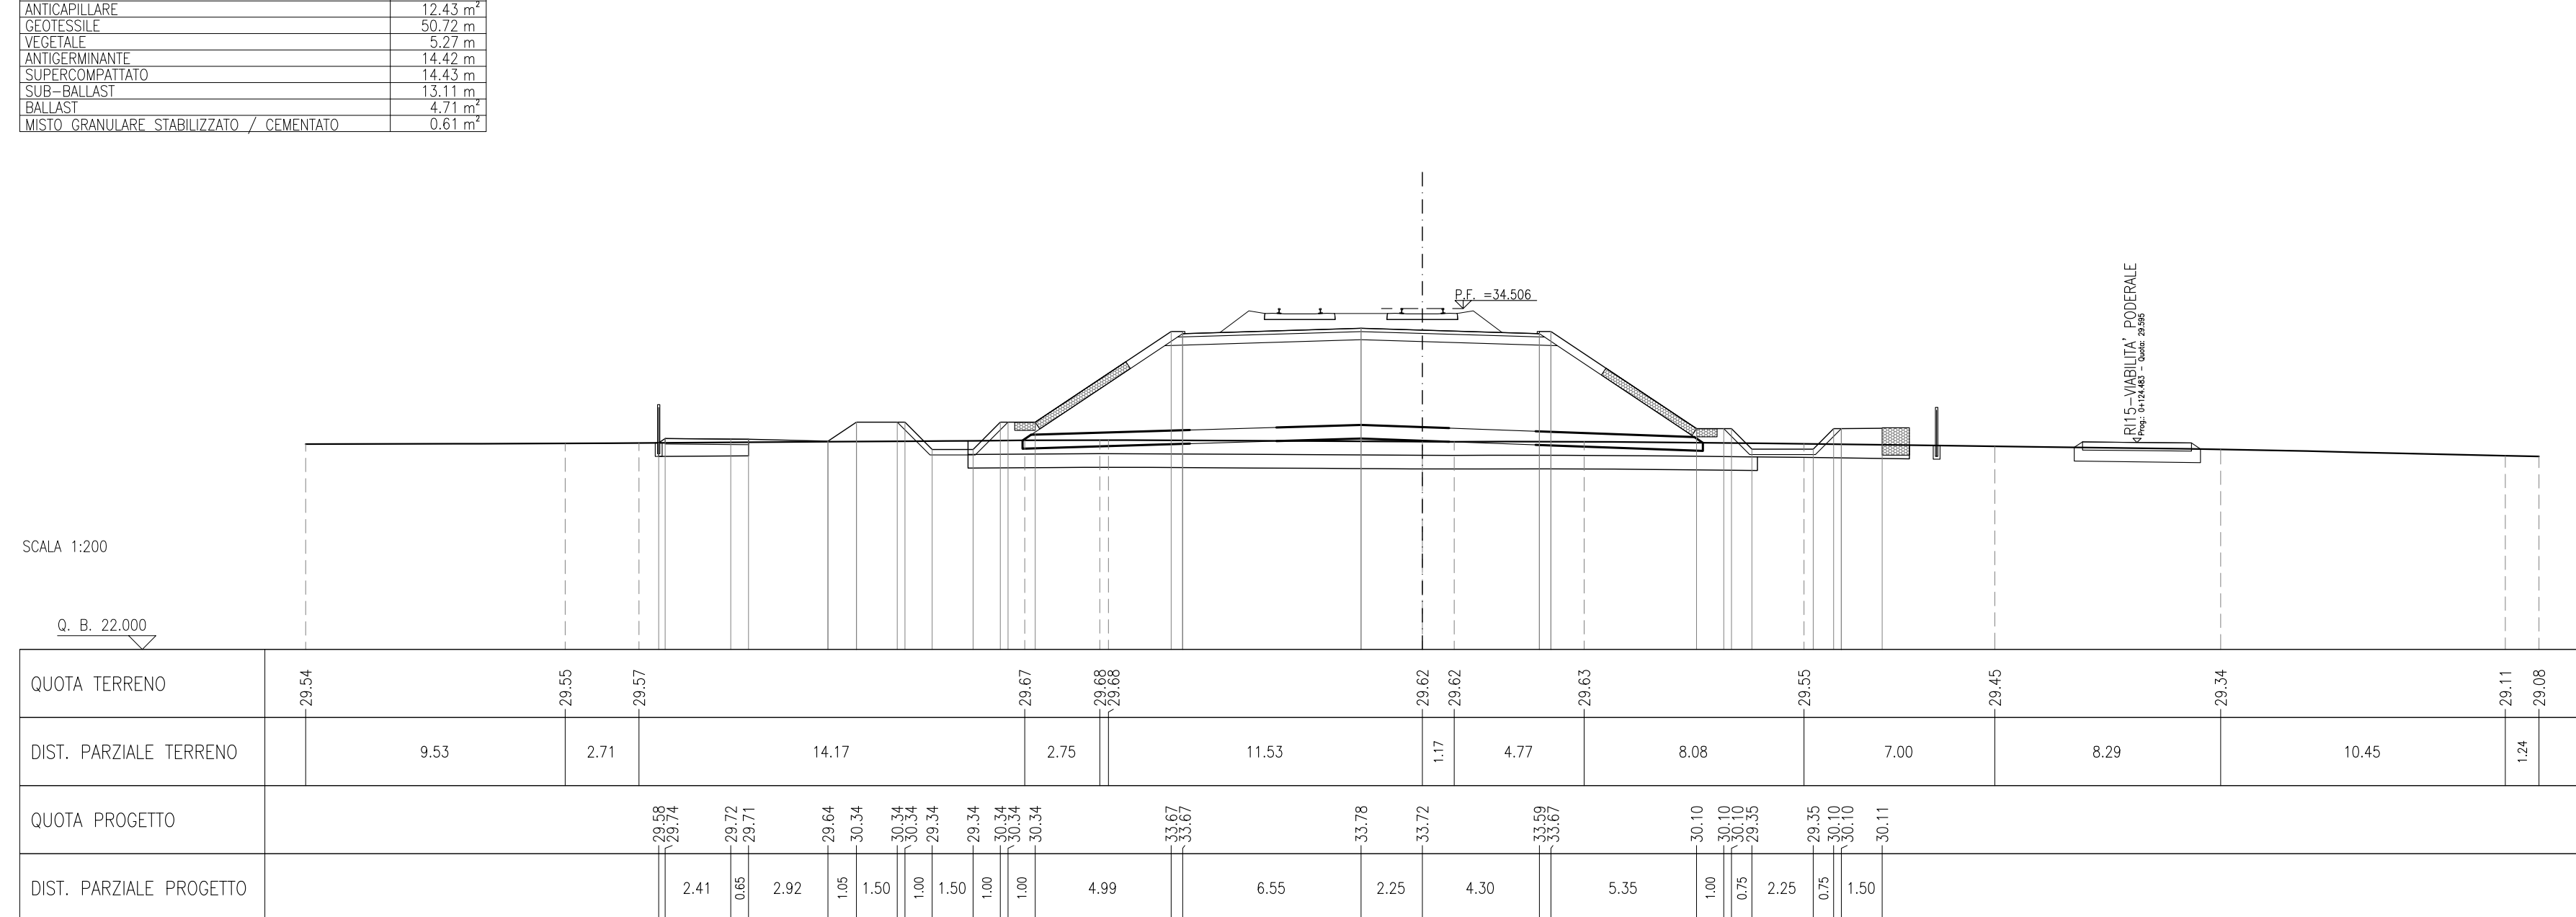 ANTICAPILLARE 12.43 m²
GEOTESSILE 50.72 m
VEGETALE 5.27 m
ANTIGERMINANTE 14.42 m
SUPERCOMPATTATO 14.43 m
SUB-BALLAST 13.11 m
BALLAST 4.71 m²
MISTO GRANULARE STABILIZZATO / CEMENTATO 0.61 m²
P.F. =34.506
RI15-VIABILITA' PODERALE
Prog.: 0+124.483 - Quota: 29.595
SCALA 1:200
Q. B. 22.000
QUOTA TERRENO 29.54 29.55 29.57 29.67 29.68 29.68 29.62 29.62 29.63 29.55 29.45 29.34 29.11 29.08
DIST. PARZIALE TERRENO 9.53 2.71 14.17 2.75 11.53 1.17 4.77 8.08 7.00 8.29 10.45 1.24
QUOTA PROGETTO 29.58 29.74 29.72 29.71 29.64 30.34 30.34 30.34 29.34 29.34 30.34 30.34 30.34 33.67 33.67 33.78 33.72 33.59 33.67 30.10 30.10 30.10 29.35 29.35 30.10 30.10 30.11
DIST. PARZIALE PROGETTO 2.41 0.65 2.92 1.05 1.50 1.00 1.50 1.00 1.00 4.99 6.55 2.25 4.30 5.35 1.00 0.75 2.25 0.75 1.50